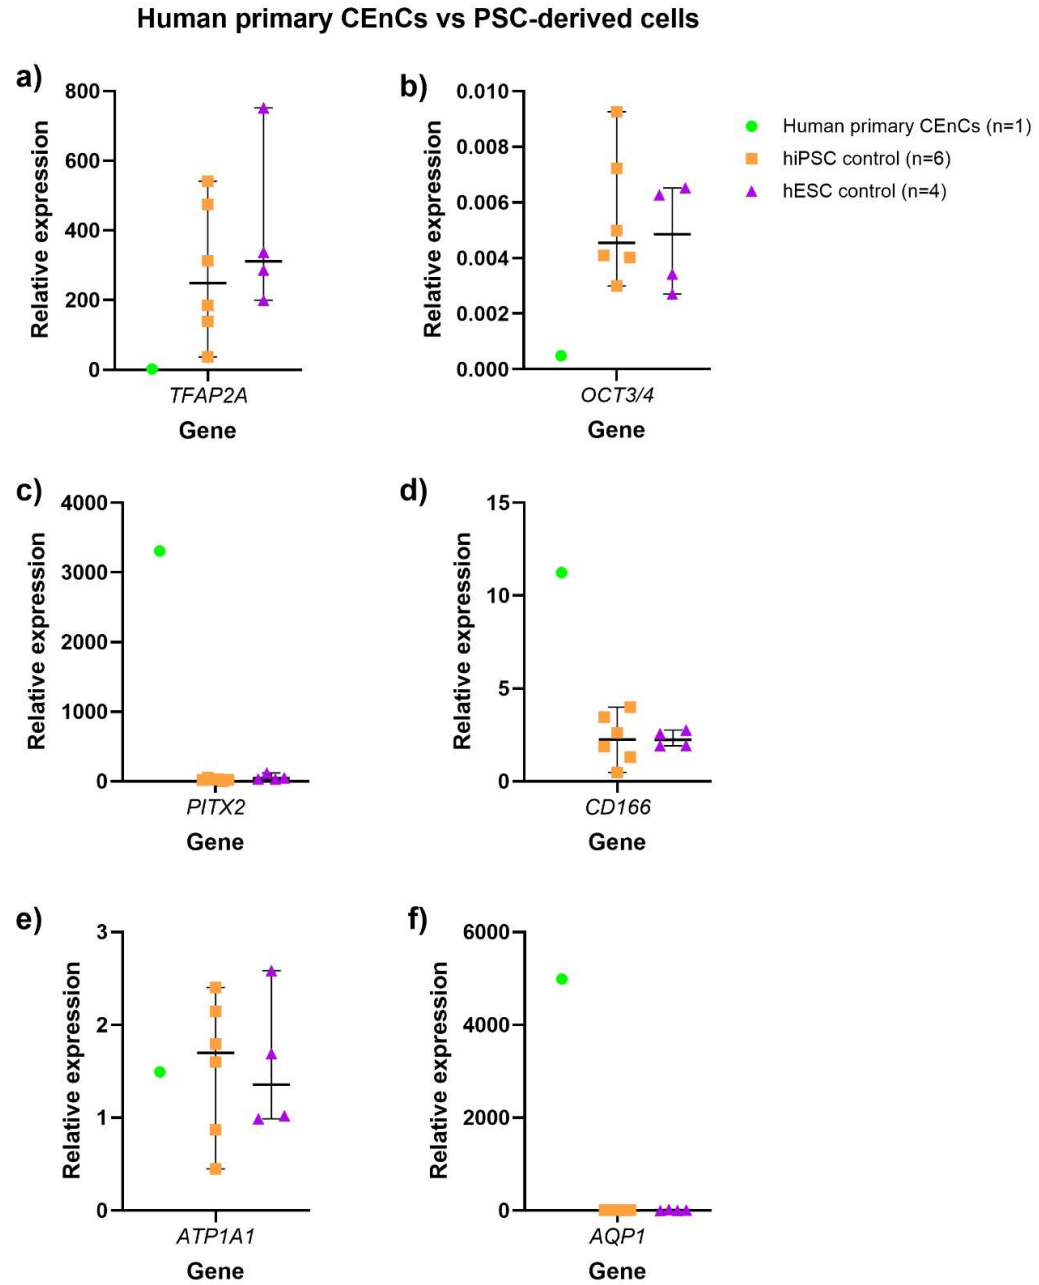 Human primary CEnCs vs PSC-derived cells
a)
Relative expression
800
600
400
200
0
TFAP2A
Gene
b)
Relative expression
0.010
0.008
0.006
0.004
0.002
0.000
OCT3/4
Gene
Human primary CEnCs (n=1)
hiPSC control (n=6)
hESC control (n=4)
c)
Relative expression
4000
3000
2000
1000
0
PITX2
Gene
d)
Relative expression
15
10
5
0
CD166
Gene
e)
Relative expression
3
2
1
0
ATP1A1
Gene
f)
Relative expression
6000
4000
2000
0
AQP1
Gene